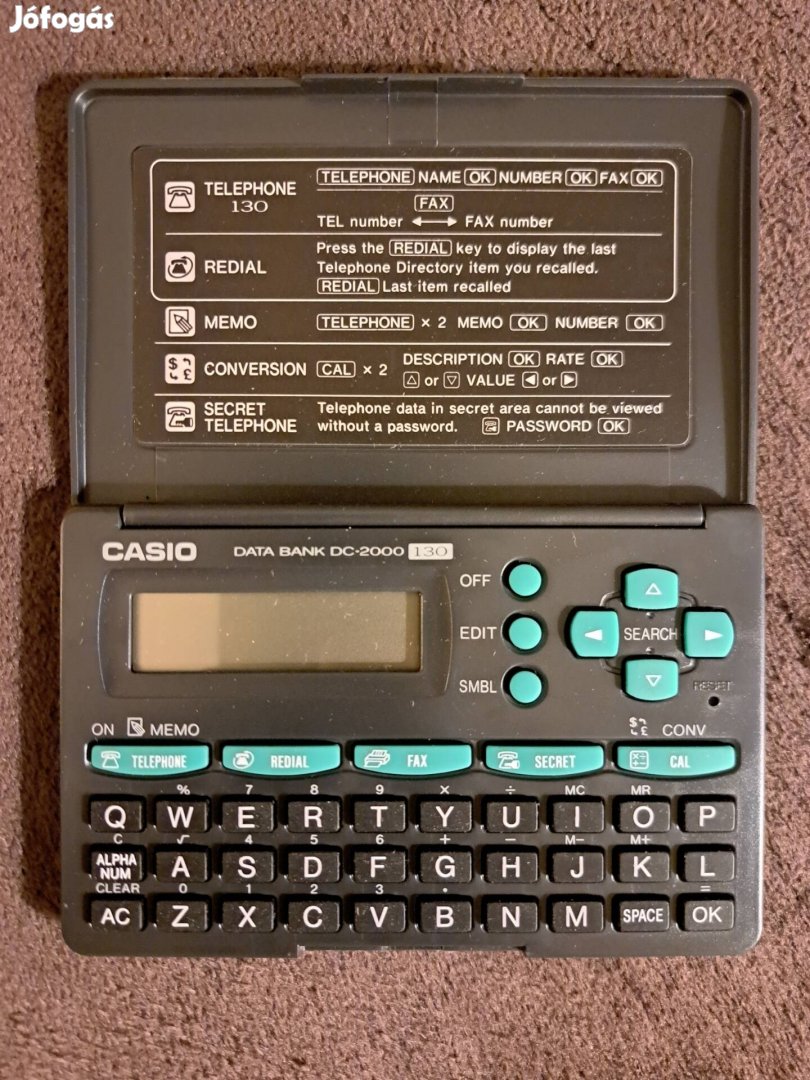 Jófogás
TELEPHONE
130
TELEPHONE NAME OK NUMBER OK FAX OK
FAX
TEL number ⟷ FAX number
REDIAL
Press the REDIAL key to display the last
Telephone Directory item you recalled.
REDIAL Last item recalled
MEMO
TELEPHONE × 2 MEMO OK NUMBER OK
CONVERSION
CAL × 2 DESCRIPTION OK RATE OK
△ or ▽ VALUE ◀ or ▶
SECRET
TELEPHONE
Telephone data in secret area cannot be viewed
without a password. PASSWORD OK
CASIO DATA BANK DC-2000 130
OFF
EDIT
SMBL
SEARCH
RESET
ON MEMO $ £ CONV
TELEPHONE REDIAL FAX SECRET CAL
% 7 8 9 × ÷ MC MR
Q W E R T Y U I O P
C √ 4 5 6 + − M− M+
ALPHA NUM A S D F G H J K L
CLEAR 0 1 2 3 • =
AC Z X C V B N M SPACE OK